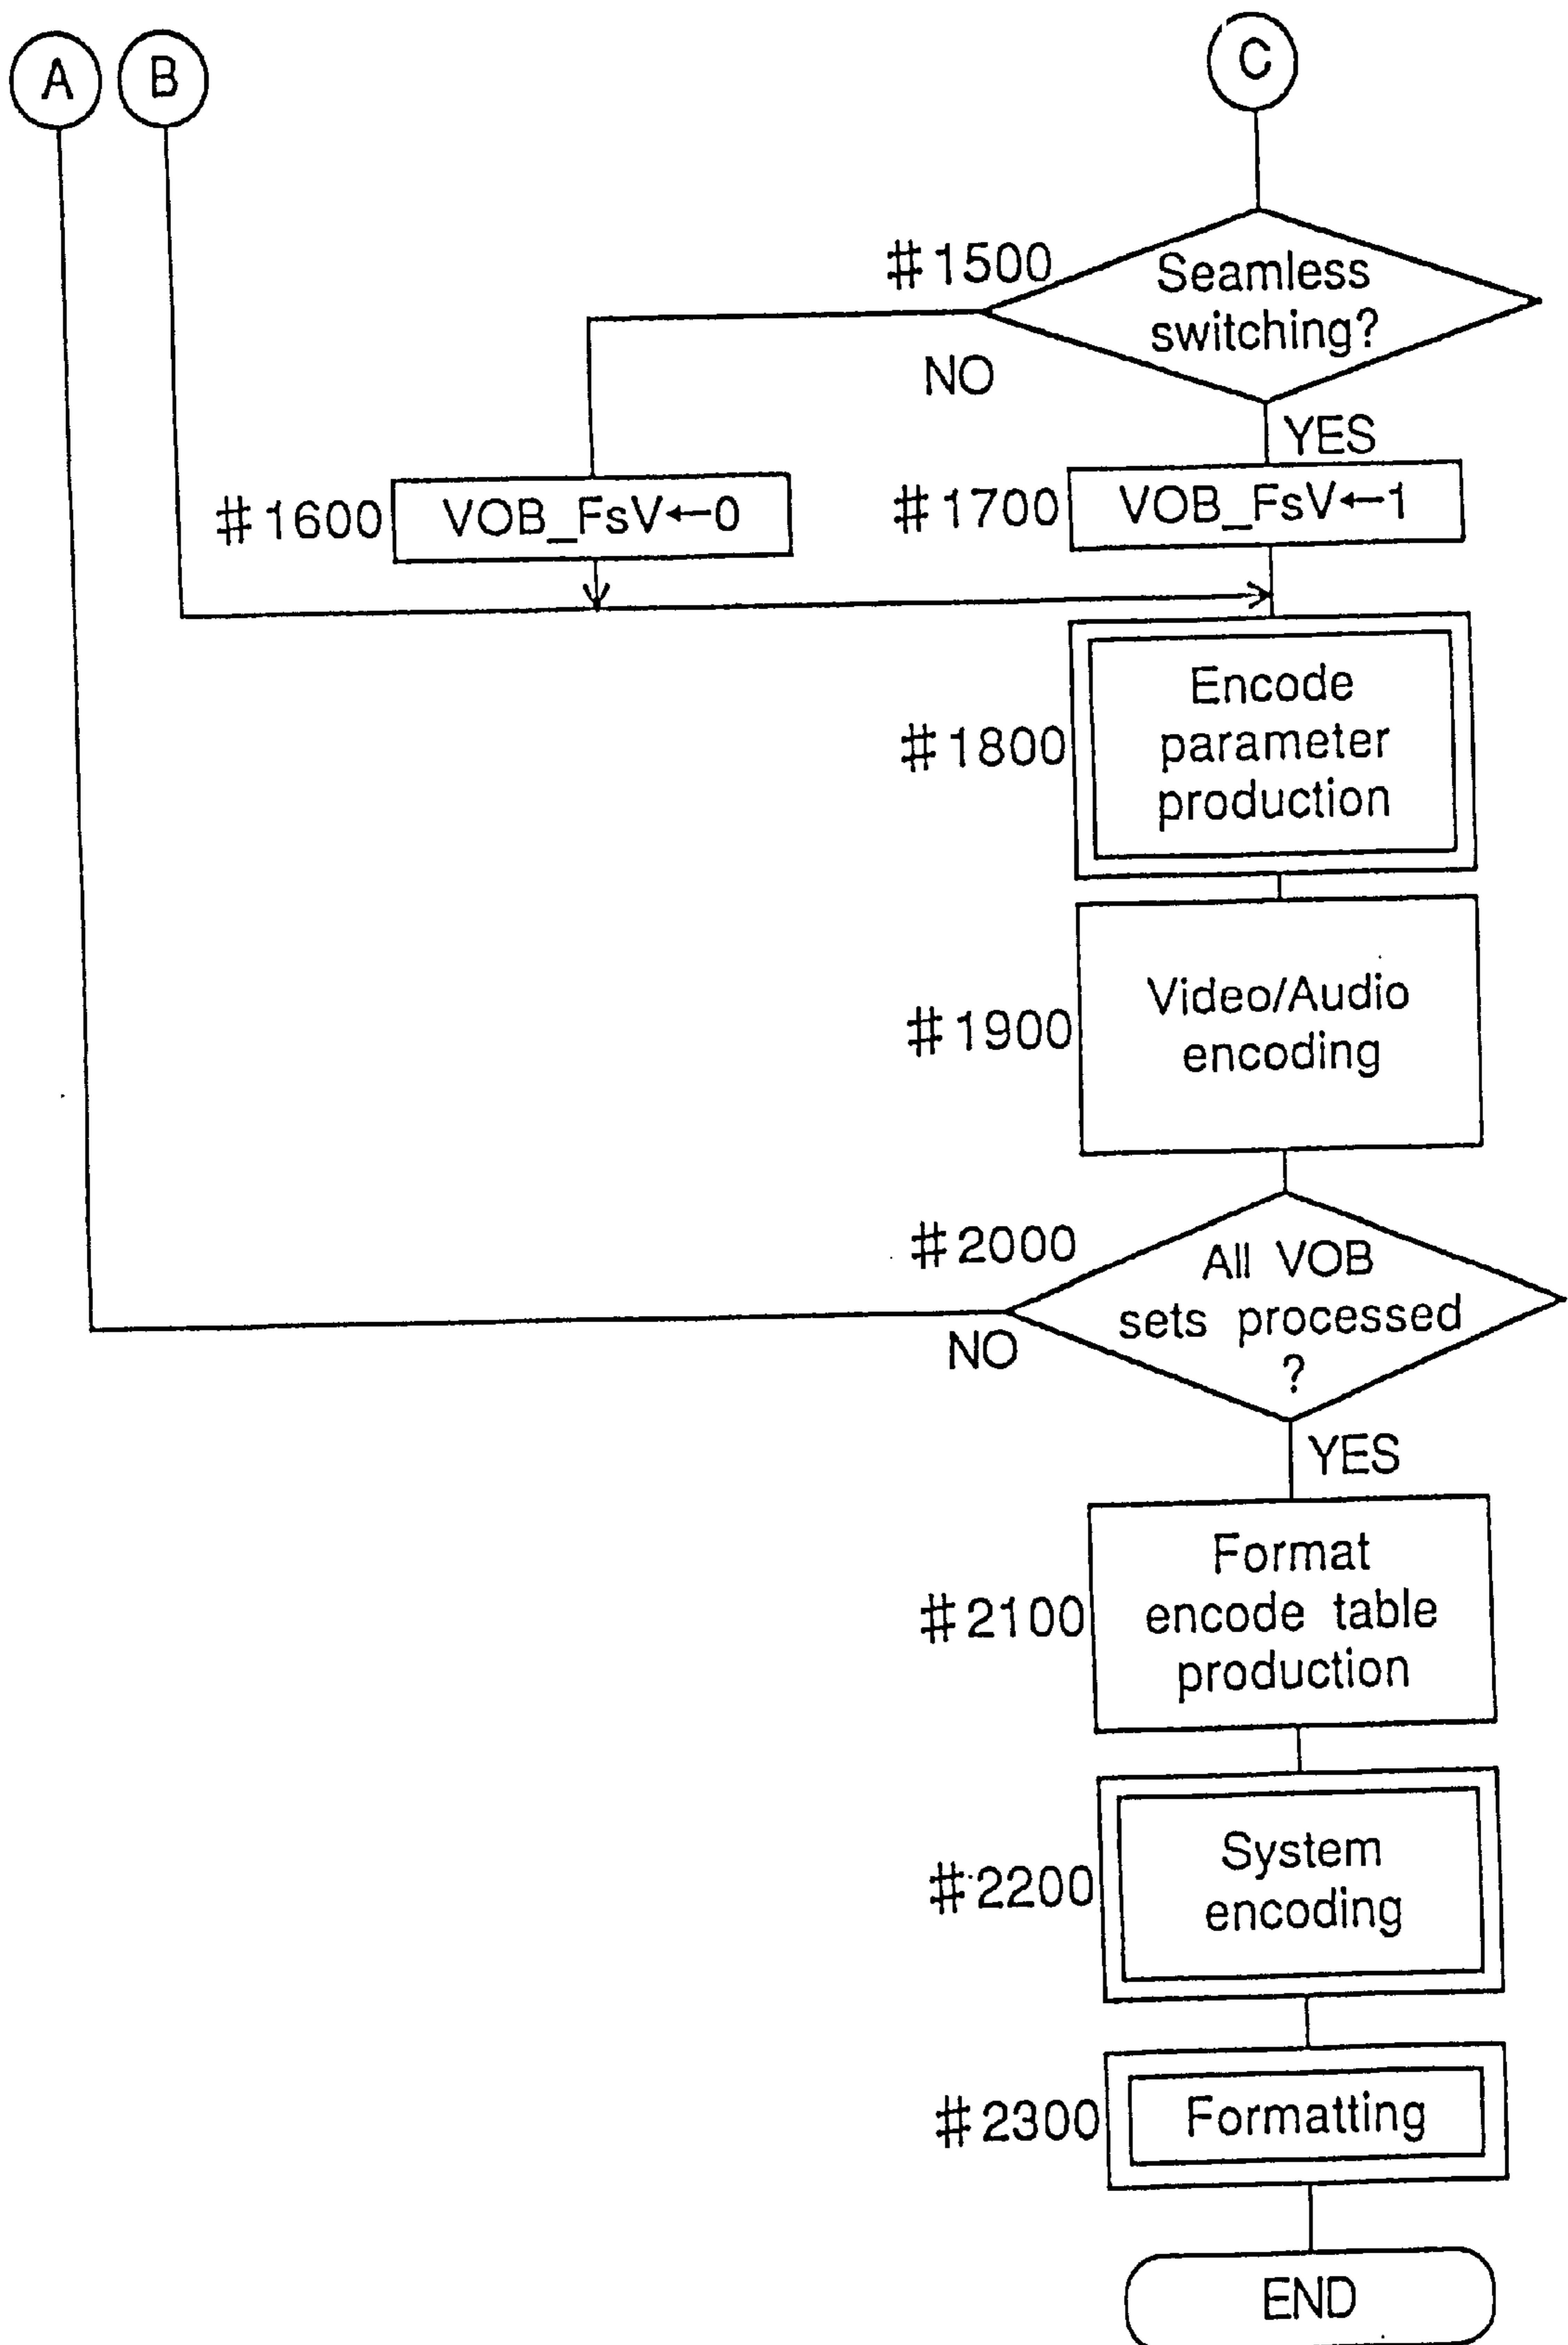 A
B
C
#1500
Seamless
switching?
NO
YES
#1600
VOB_FsV←0
#1700
VOB_FsV←1
#1800
Encode
parameter
production
#1900
Video/Audio
encoding
#2000
All VOB
sets processed
?
NO
YES
#2100
Format
encode table
production
#2200
System
encoding
#2300
Formatting
END